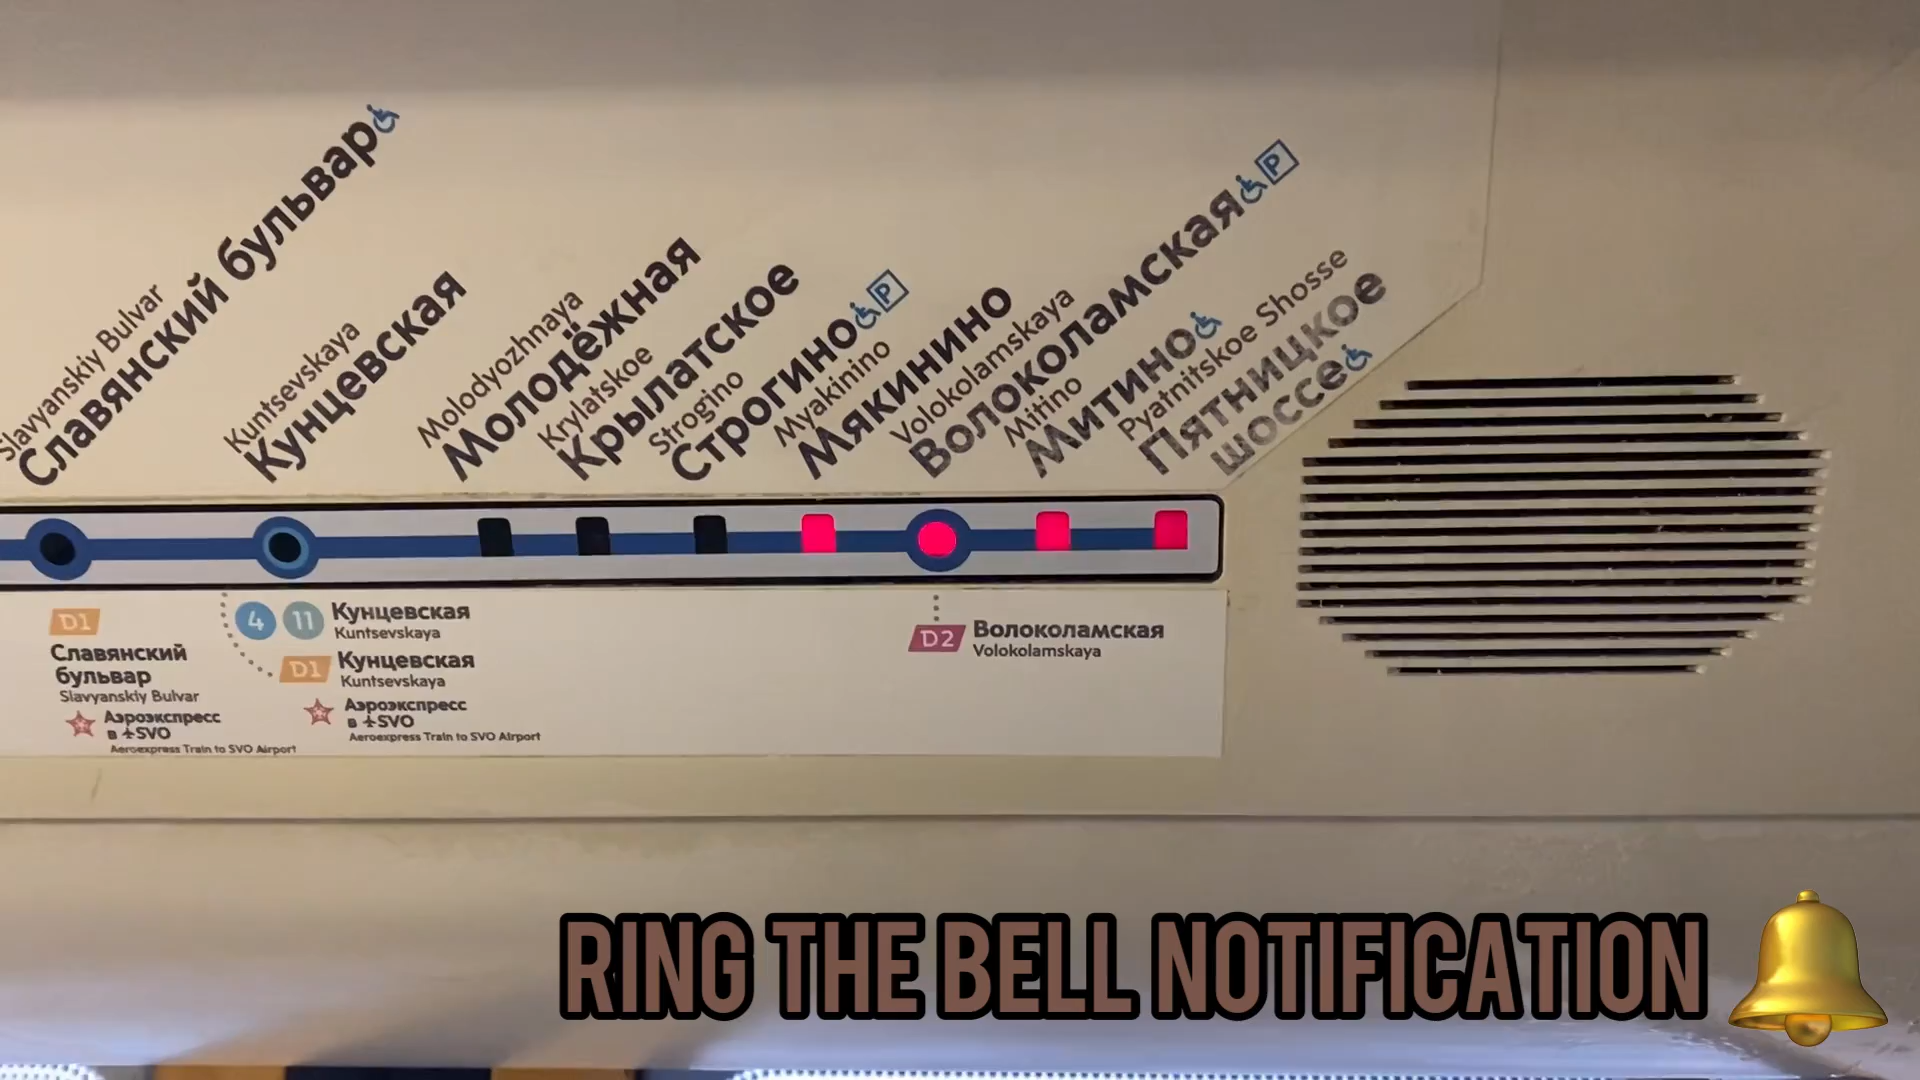 Slavyanskiy Bulvar
Славянский бульвар
Kuntsevskaya
Кунцевская
Molodyozhnaya
Молодёжная
Krylatskoe
Крылатское
Strogino
Строгино
P
Myakinino
Мякинино
Volokolamskaya
Волоколамская
P
Mitino
Митино
Pyatnitskoe Shosse
Пятницкое
шоссе
D1
Славянский
бульвар
Slavyanskiy Bulvar
Аэроэкспресс
в SVO
Aeroexpress Train to SVO Airport
4 11 Кунцевская
Kuntsevskaya
D1 Кунцевская
Kuntsevskaya
Аэроэкспресс
в SVO
Aeroexpress Train to SVO Airport
D2 Волоколамская
Volokolamskaya
RING THE BELL NOTIFICATION